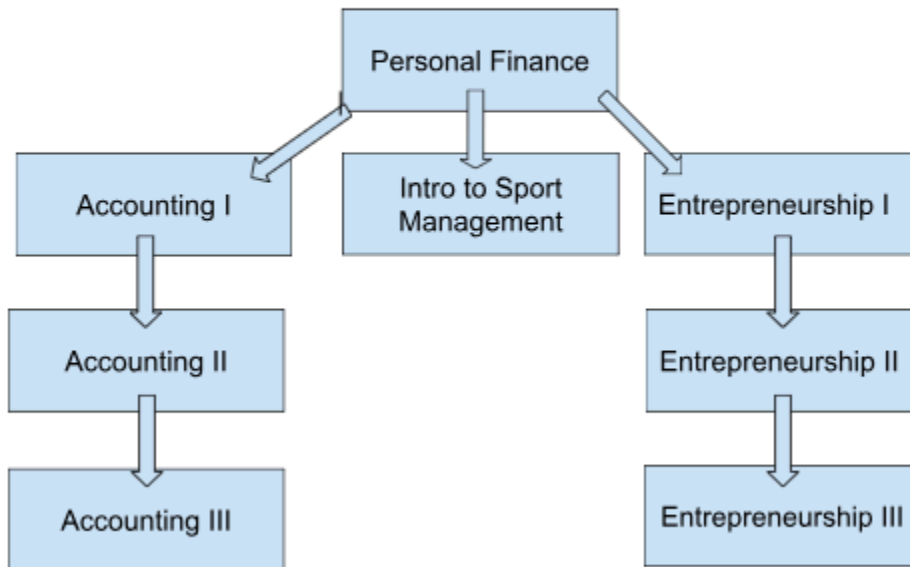 Personal Finance
Accounting I
Intro to Sport
Management
Entrepreneurship I
Accounting II
Entrepreneurship II
Accounting III
Entrepreneurship III